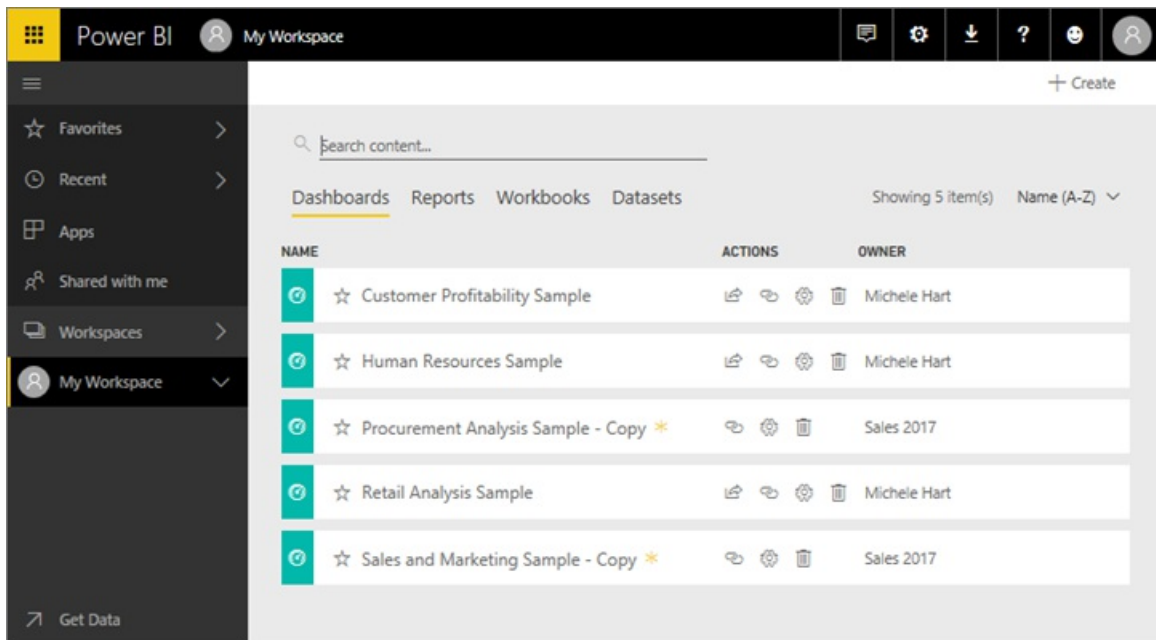 Power BI My Workspace ?
+ Create
Favorites
Recent
Apps
Shared with me
Workspaces
My Workspace
Get Data
Search content...
Dashboards Reports Workbooks Datasets Showing 5 item(s) Name (A-Z)
NAME ACTIONS OWNER
Customer Profitability Sample Michele Hart
Human Resources Sample Michele Hart
Procurement Analysis Sample - Copy * Sales 2017
Retail Analysis Sample Michele Hart
Sales and Marketing Sample - Copy * Sales 2017